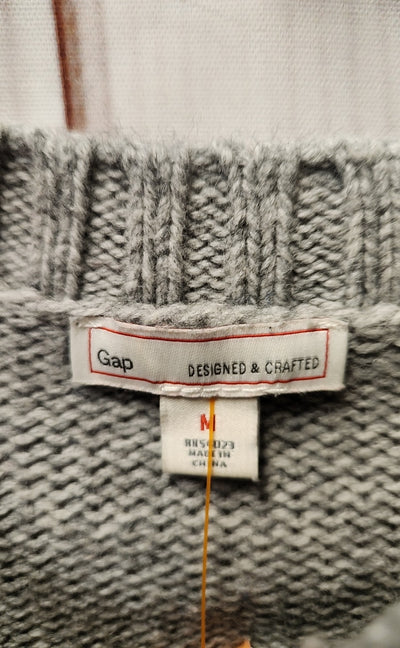 Gap DESIGNED & CRAFTED
M
MADE IN
CHINA